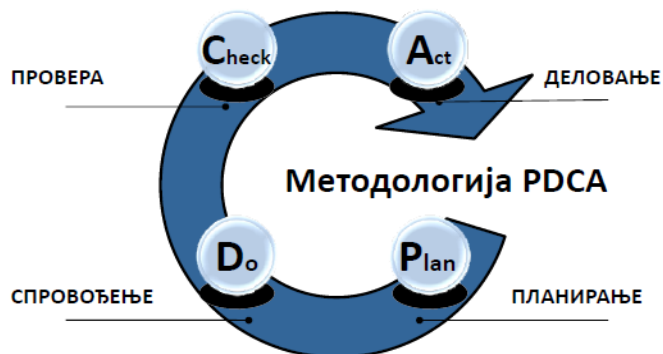 Check
Act
ПРОВЕРА
ДЕЛОВАЊЕ
Методологија PDCA
Do
Plan
СПРОВОЂЕЊЕ
ПЛАНИРАЊЕ